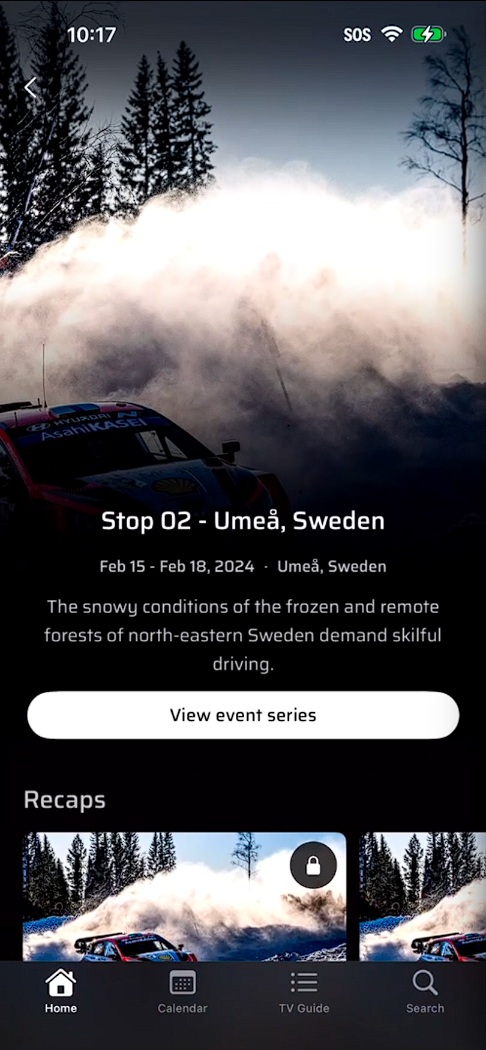 10:17
SOS
HYUNDAI N
AsahiKASEI
Stop 02 - Umeå, Sweden
Feb 15 - Feb 18, 2024 · Umeå, Sweden
The snowy conditions of the frozen and remote
forests of north-eastern Sweden demand skilful
driving.
View event series
Recaps
Home
Calendar
TV Guide
Search